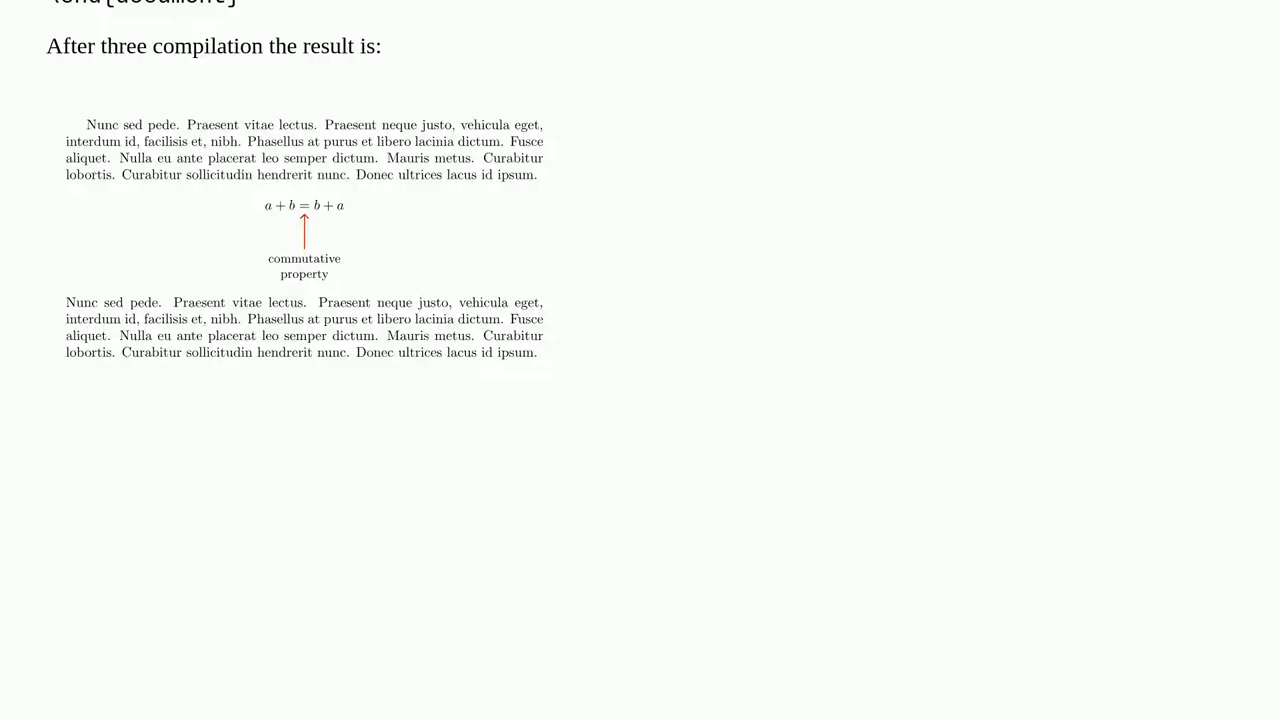 \end{document}
After three compilation the result is:
Nunc sed pede. Praesent vitae lectus. Praesent neque justo, vehicula eget,
interdum id, facilisis et, nibh. Phasellus at purus et libero lacinia dictum. Fusce
aliquet. Nulla eu ante placerat leo semper dictum. Mauris metus. Curabitur
lobortis. Curabitur sollicitudin hendrerit nunc. Donec ultrices lacus id ipsum.
a + b = b + a
commutative
property
Nunc sed pede. Praesent vitae lectus. Praesent neque justo, vehicula eget,
interdum id, facilisis et, nibh. Phasellus at purus et libero lacinia dictum. Fusce
aliquet. Nulla eu ante placerat leo semper dictum. Mauris metus. Curabitur
lobortis. Curabitur sollicitudin hendrerit nunc. Donec ultrices lacus id ipsum.